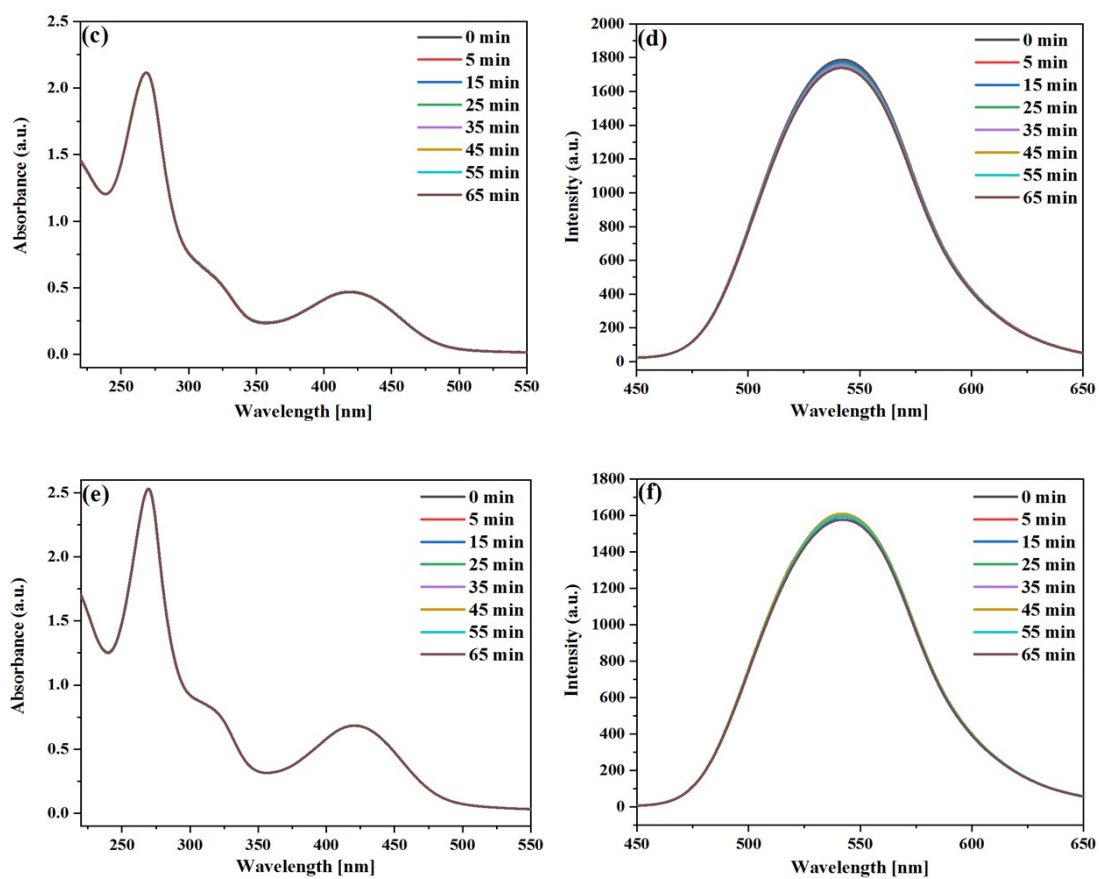 (c)
Absorbance (a.u.)
2.5
2.0
1.5
1.0
0.5
0.0
0 min
5 min
15 min
25 min
35 min
45 min
55 min
65 min
250 300 350 400 450 500 550
Wavelength [nm]
(d)
Intensity (a.u.)
2000
1800
1600
1400
1200
1000
800
600
400
200
0
0 min
5 min
15 min
25 min
35 min
45 min
55 min
65 min
450 500 550 600 650
Wavelength [nm]
(e)
Absorbance (a.u.)
2.5
2.0
1.5
1.0
0.5
0.0
0 min
5 min
15 min
25 min
35 min
45 min
55 min
65 min
250 300 350 400 450 500 550
Wavelength [nm]
(f)
Intensity (a.u.)
1800
1600
1400
1200
1000
800
600
400
200
0
0 min
5 min
15 min
25 min
35 min
45 min
55 min
65 min
450 500 550 600 650
Wavelength [nm]